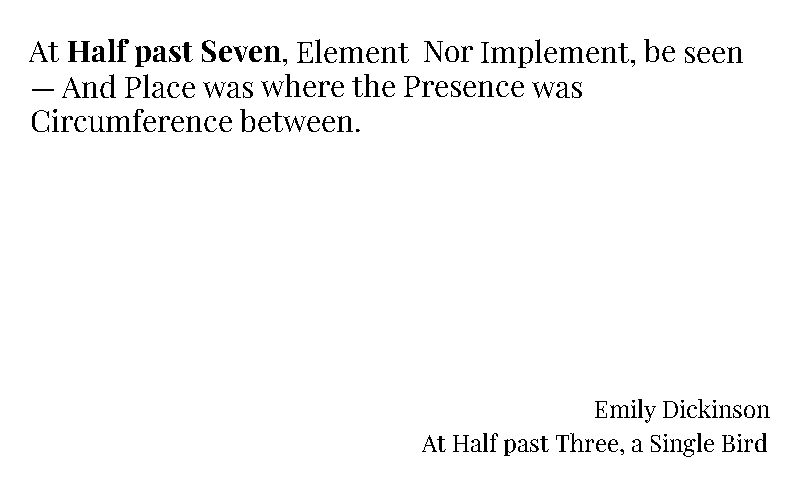 At Half past Seven, Element Nor Implement, be seen
— And Place was where the Presence was
Circumference between.
Emily Dickinson
At Half past Three, a Single Bird